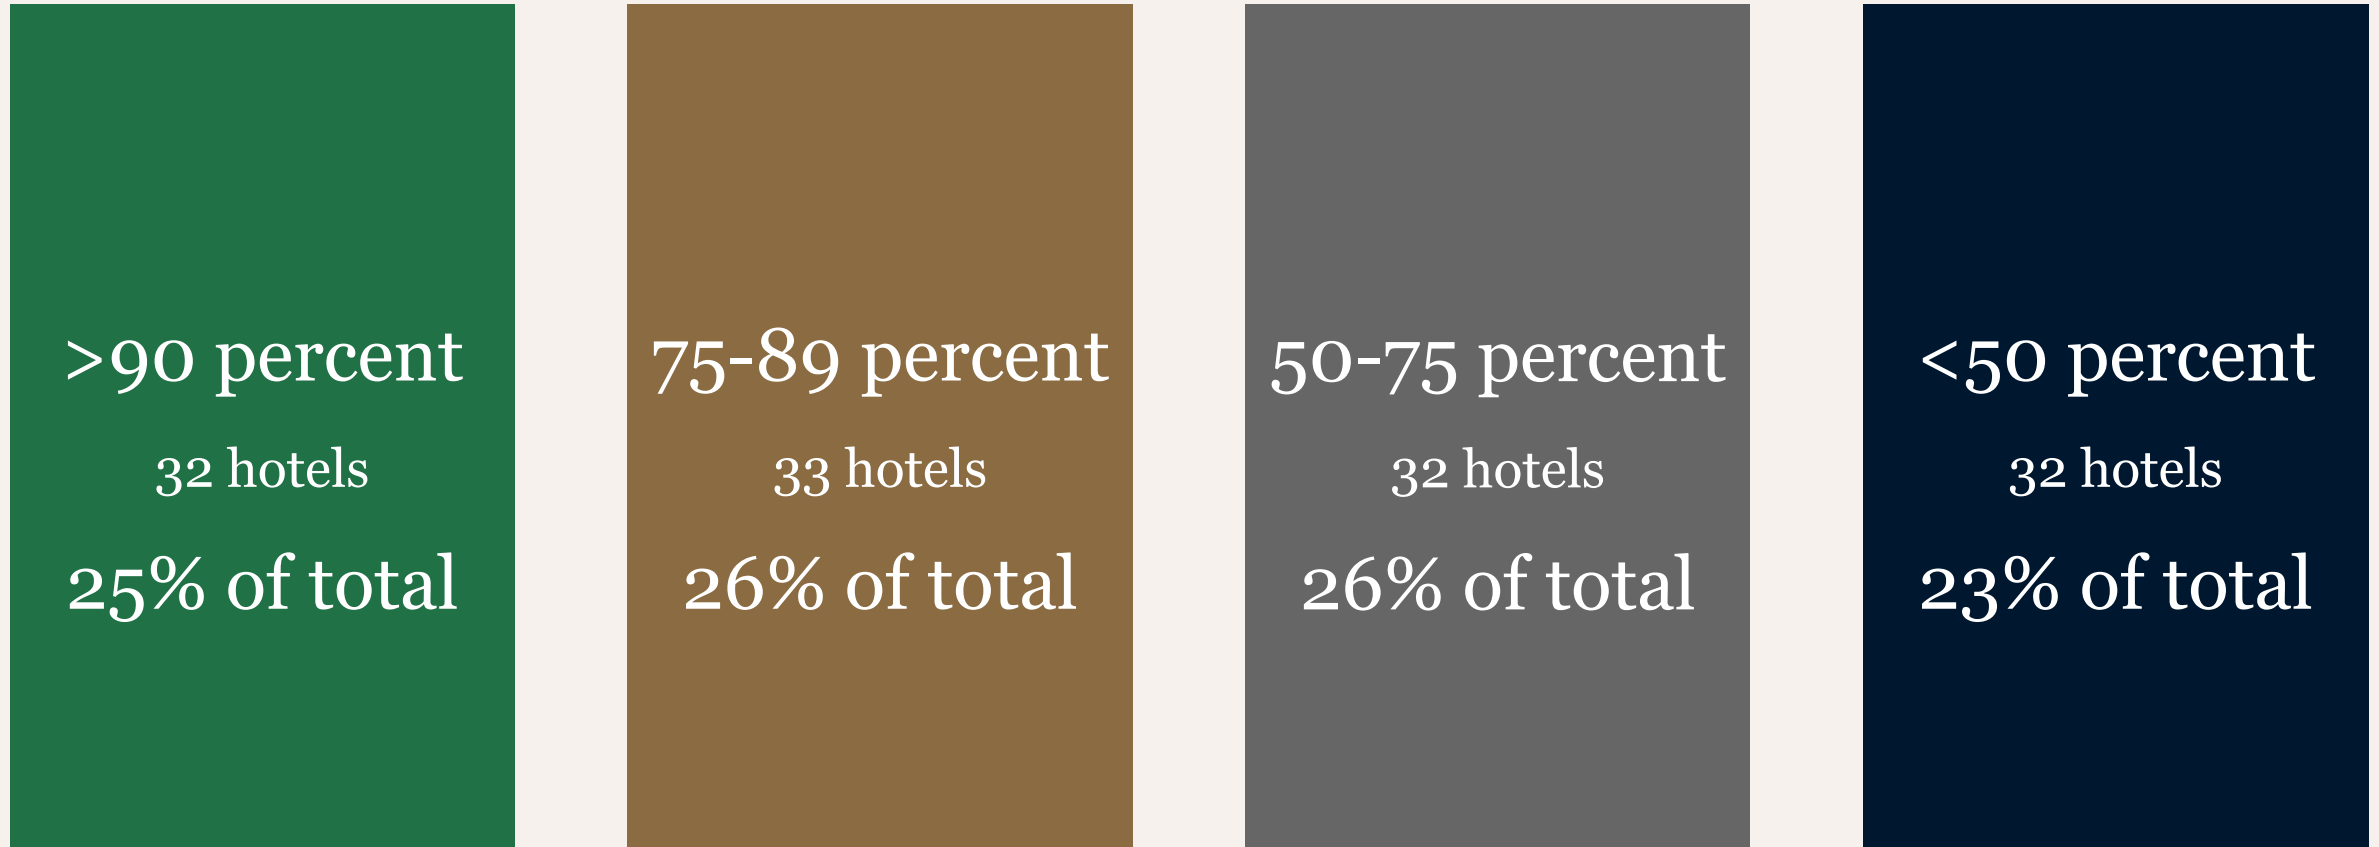 >90 percent
32 hotels
25% of total
75-89 percent
33 hotels
26% of total
50-75 percent
32 hotels
26% of total
<50 percent
32 hotels
23% of total